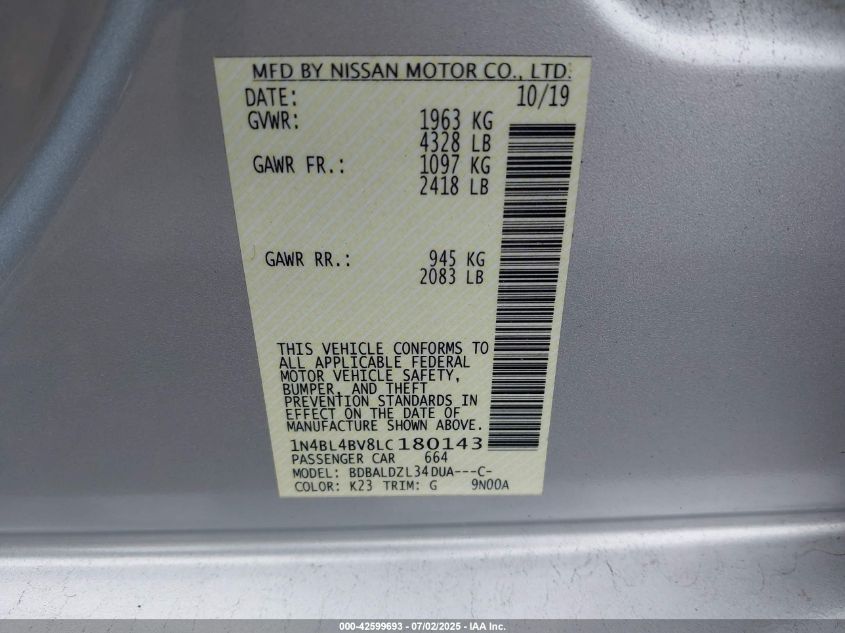 MFD BY NISSAN MOTOR CO., LTD.
DATE: 10/19
GVWR: 1963 KG
4328 LB
GAWR FR.: 1097 KG
2418 LB
GAWR RR.: 945 KG
2083 LB
THIS VEHICLE CONFORMS TO
ALL APPLICABLE FEDERAL
MOTOR VEHICLE SAFETY,
BUMPER, AND THEFT
PREVENTION STANDARDS IN
EFFECT ON THE DATE OF
MANUFACTURE SHOWN ABOVE.
1N4BL4BV8LC180143
PASSENGER CAR 664
MODEL: BDBALDZL34DUA---C-
COLOR: K23 TRIM: G 9N00A
000-42599693 - 07/02/2025 - IAA Inc.